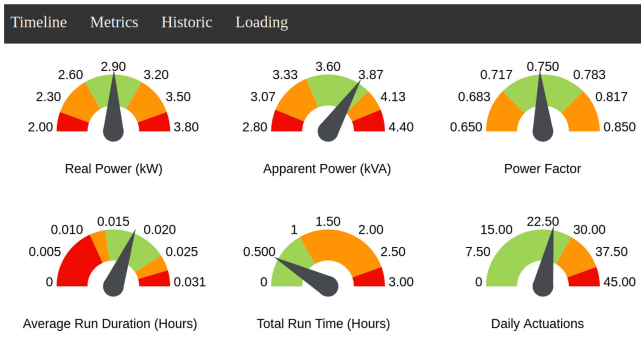 Timeline Metrics Historic Loading
2.00 2.30 2.60 2.90 3.20 3.50 3.80
Real Power (kW)
2.80 3.07 3.33 3.60 3.87 4.13 4.40
Apparent Power (kVA)
0.650 0.683 0.717 0.750 0.783 0.817 0.850
Power Factor
0 0.005 0.010 0.015 0.020 0.025 0.031
Average Run Duration (Hours)
0 0.500 1 1.50 2.00 2.50 3.00
Total Run Time (Hours)
0 7.50 15.00 22.50 30.00 37.50 45.00
Daily Actuations